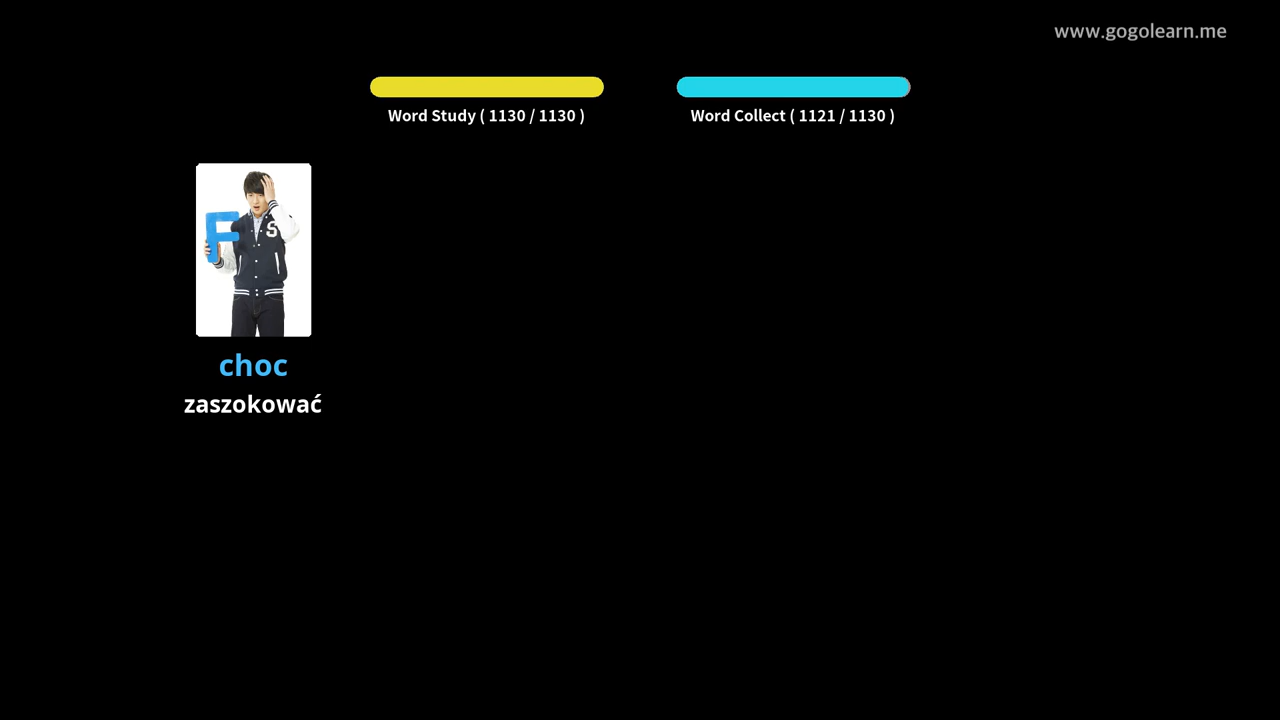 www.gogolearn.me
Word Study ( 1130 / 1130 )
Word Collect ( 1121 / 1130 )
F
S
choc
zaszokować